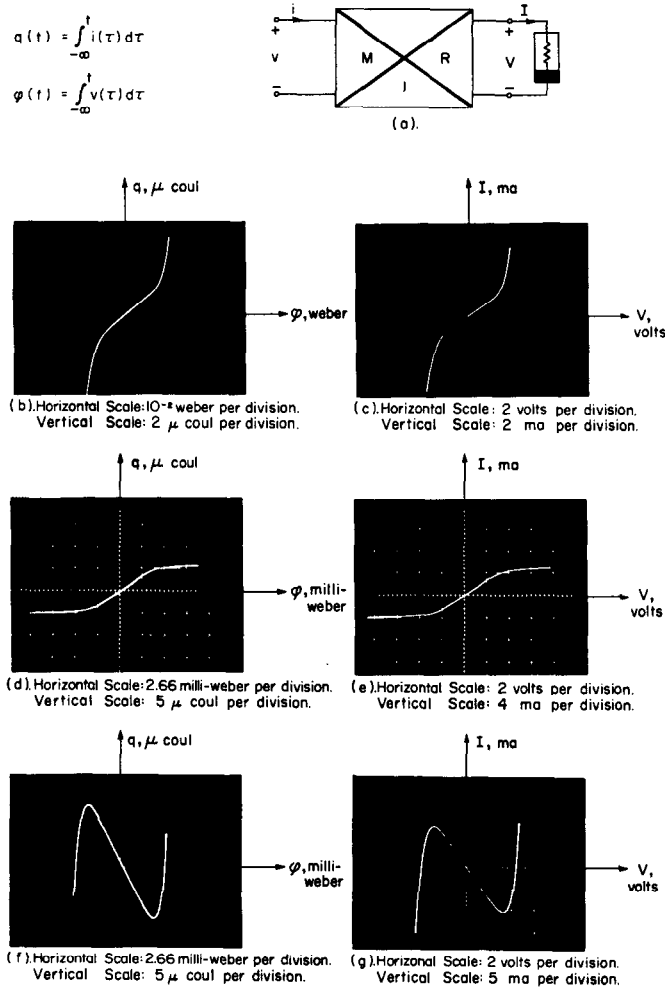 q(t) = ∫_{-∞}^{t} i(τ)dτ
φ(t) = ∫_{-∞}^{t} v(τ)dτ
i
+
v
−
M
R
I
I
+
V
−
(a).
q, μ coul
φ, weber
I, ma
V, volts
(b). Horizontal Scale: 10⁻² weber per division.
Vertical Scale: 2 μ coul per division.
(c). Horizontal Scale: 2 volts per division.
Vertical Scale: 2 ma per division.
q, μ coul
φ, milli-
weber
I, ma
V,
volts
(d). Horizontal Scale: 2.66 milli-weber per division.
Vertical Scale: 5 μ coul per division.
(e). Horizontal Scale: 2 volts per division.
Vertical Scale: 4 ma per division.
q, μ coul
φ, milli-
weber
I, ma
V,
volts
(f). Horizontal Scale: 2.66 milli-weber per division.
Vertical Scale: 5 μ coul per division.
(g). Horizonal Scale: 2 volts per division.
Vertical Scale: 5 ma per division.